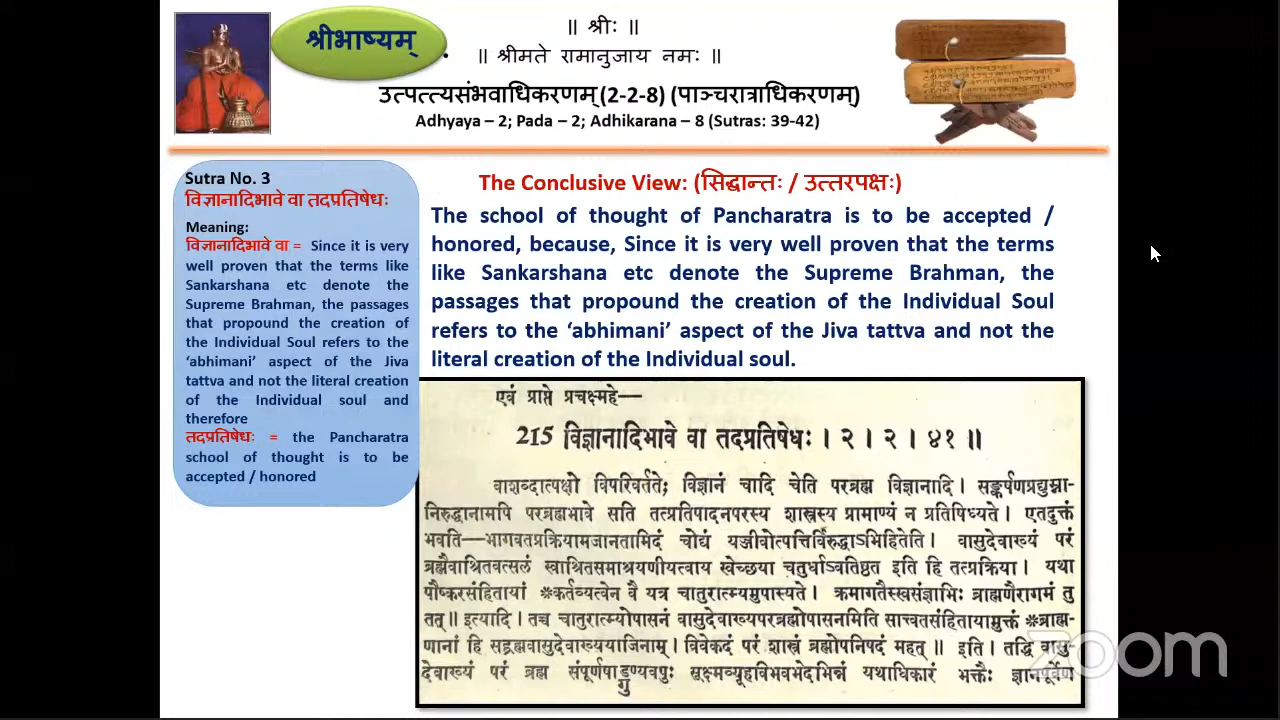 ॥ श्रीः ॥
श्रीभाष्यम्
॥ श्रीमते रामानुजाय नमः ॥
उत्पत्त्यसंभवाधिकरणम् (2-2-8) (पाञ्चरात्राधिकरणम्)
Adhyaya – 2; Pada – 2; Adhikarana – 8 (Sutras: 39-42)
Sutra No. 3
विज्ञानादिभावे वा तदप्रतिषेधः
Meaning:
विज्ञानादिभावे वा = Since it is very
well proven that the terms like
Sankarshana etc denote the
Supreme Brahman, the passages
that propound the creation of
the Individual Soul refers to the
‘abhimani’ aspect of the Jiva
tattva and not the literal creation
of the Individual soul and
therefore
तदप्रतिषेधः = the Pancharatra
school of thought is to be
accepted / honored
The Conclusive View: (सिद्धान्तः / उत्तरपक्षः)
The school of thought of Pancharatra is to be accepted /
honored, because, Since it is very well proven that the terms
like Sankarshana etc denote the Supreme Brahman, the
passages that propound the creation of the Individual Soul
refers to the ‘abhimani’ aspect of the Jiva tattva and not the
literal creation of the Individual soul.
एवं प्राप्ते प्रचक्ष्महे—
215 विज्ञानादिभावे वा तदप्रतिषेधः । २ । २ । ४१ ॥
वाशब्दात्पक्षो विपरिवर्तते; विज्ञानं चादि चेति परब्रह्म विज्ञानादि । सङ्कर्षणप्रद्युम्ना-
निरुद्धानामपि परब्रह्मभावे सति तत्प्रतिपादनपरस्य शास्त्रस्य प्रामाण्यं न प्रतिषिध्यते । एतदुक्तं
भवति—भागवतप्रक्रियामजानतामिदं चोद्यं यज्जीवोत्पत्तिर्विरुद्धाऽभिहितेति । वासुदेवाख्यं परं
ब्रह्मैवाश्रितवत्सलं स्वाश्रितसमाश्रयणीयत्वाय स्वेच्छया चतुर्धाऽवतिष्ठत इति हि तत्प्रक्रिया । यथा
पौष्करसंहितायां *कर्तव्यत्वेन वै यत्र चातुरात्म्यमुपास्यते । क्रमागतैस्स्वसंज्ञाभिः ब्राह्मणैरागमं तु
तत् ॥ इत्यादि । तच्च चातुरात्म्योपासनं वासुदेवाख्यपरब्रह्मोपासनमिति सात्त्वतसंहितायामुक्तं *ब्राह्म-
णानां हि सद्ब्रह्मवासुदेवाख्ययाजिनाम् । विवेकदं परं शास्त्रं ब्रह्मोपनिषदं महत् ॥ इति । तद्धि वासु-
देवाख्यं परं ब्रह्म संपूर्णषाड्गुण्यवपुः सूक्ष्मव्यूहविभवभेदभिन्नं यथाधिकारं भक्तैः ज्ञानपूर्वेण
zoom